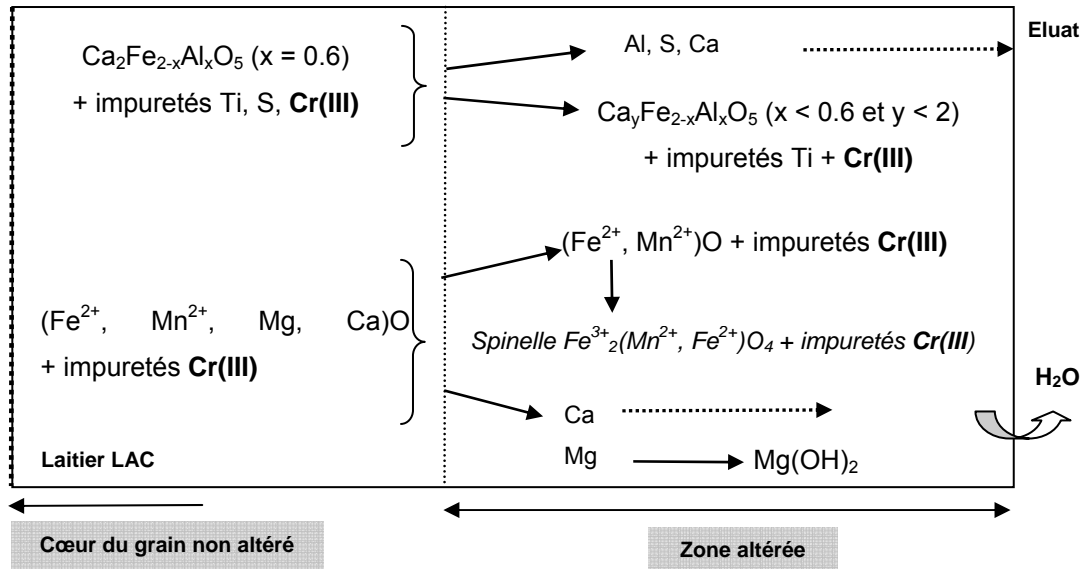 Ca2Fe2-xAlxO5 (x = 0.6)
+ impuretés Ti, S, Cr(III)
Al, S, Ca
Eluat
CayFe2-xAlxO5 (x < 0.6 et y < 2)
+ impuretés Ti + Cr(III)
(Fe2+, Mn2+)O + impuretés Cr(III)
(Fe2+, Mn2+, Mg, Ca)O
+ impuretés Cr(III)
Spinelle Fe3+2(Mn2+, Fe2+)O4 + impuretés Cr(III)
H2O
Ca
Mg
Mg(OH)2
Laitier LAC
Cœur du grain non altéré
Zone altérée